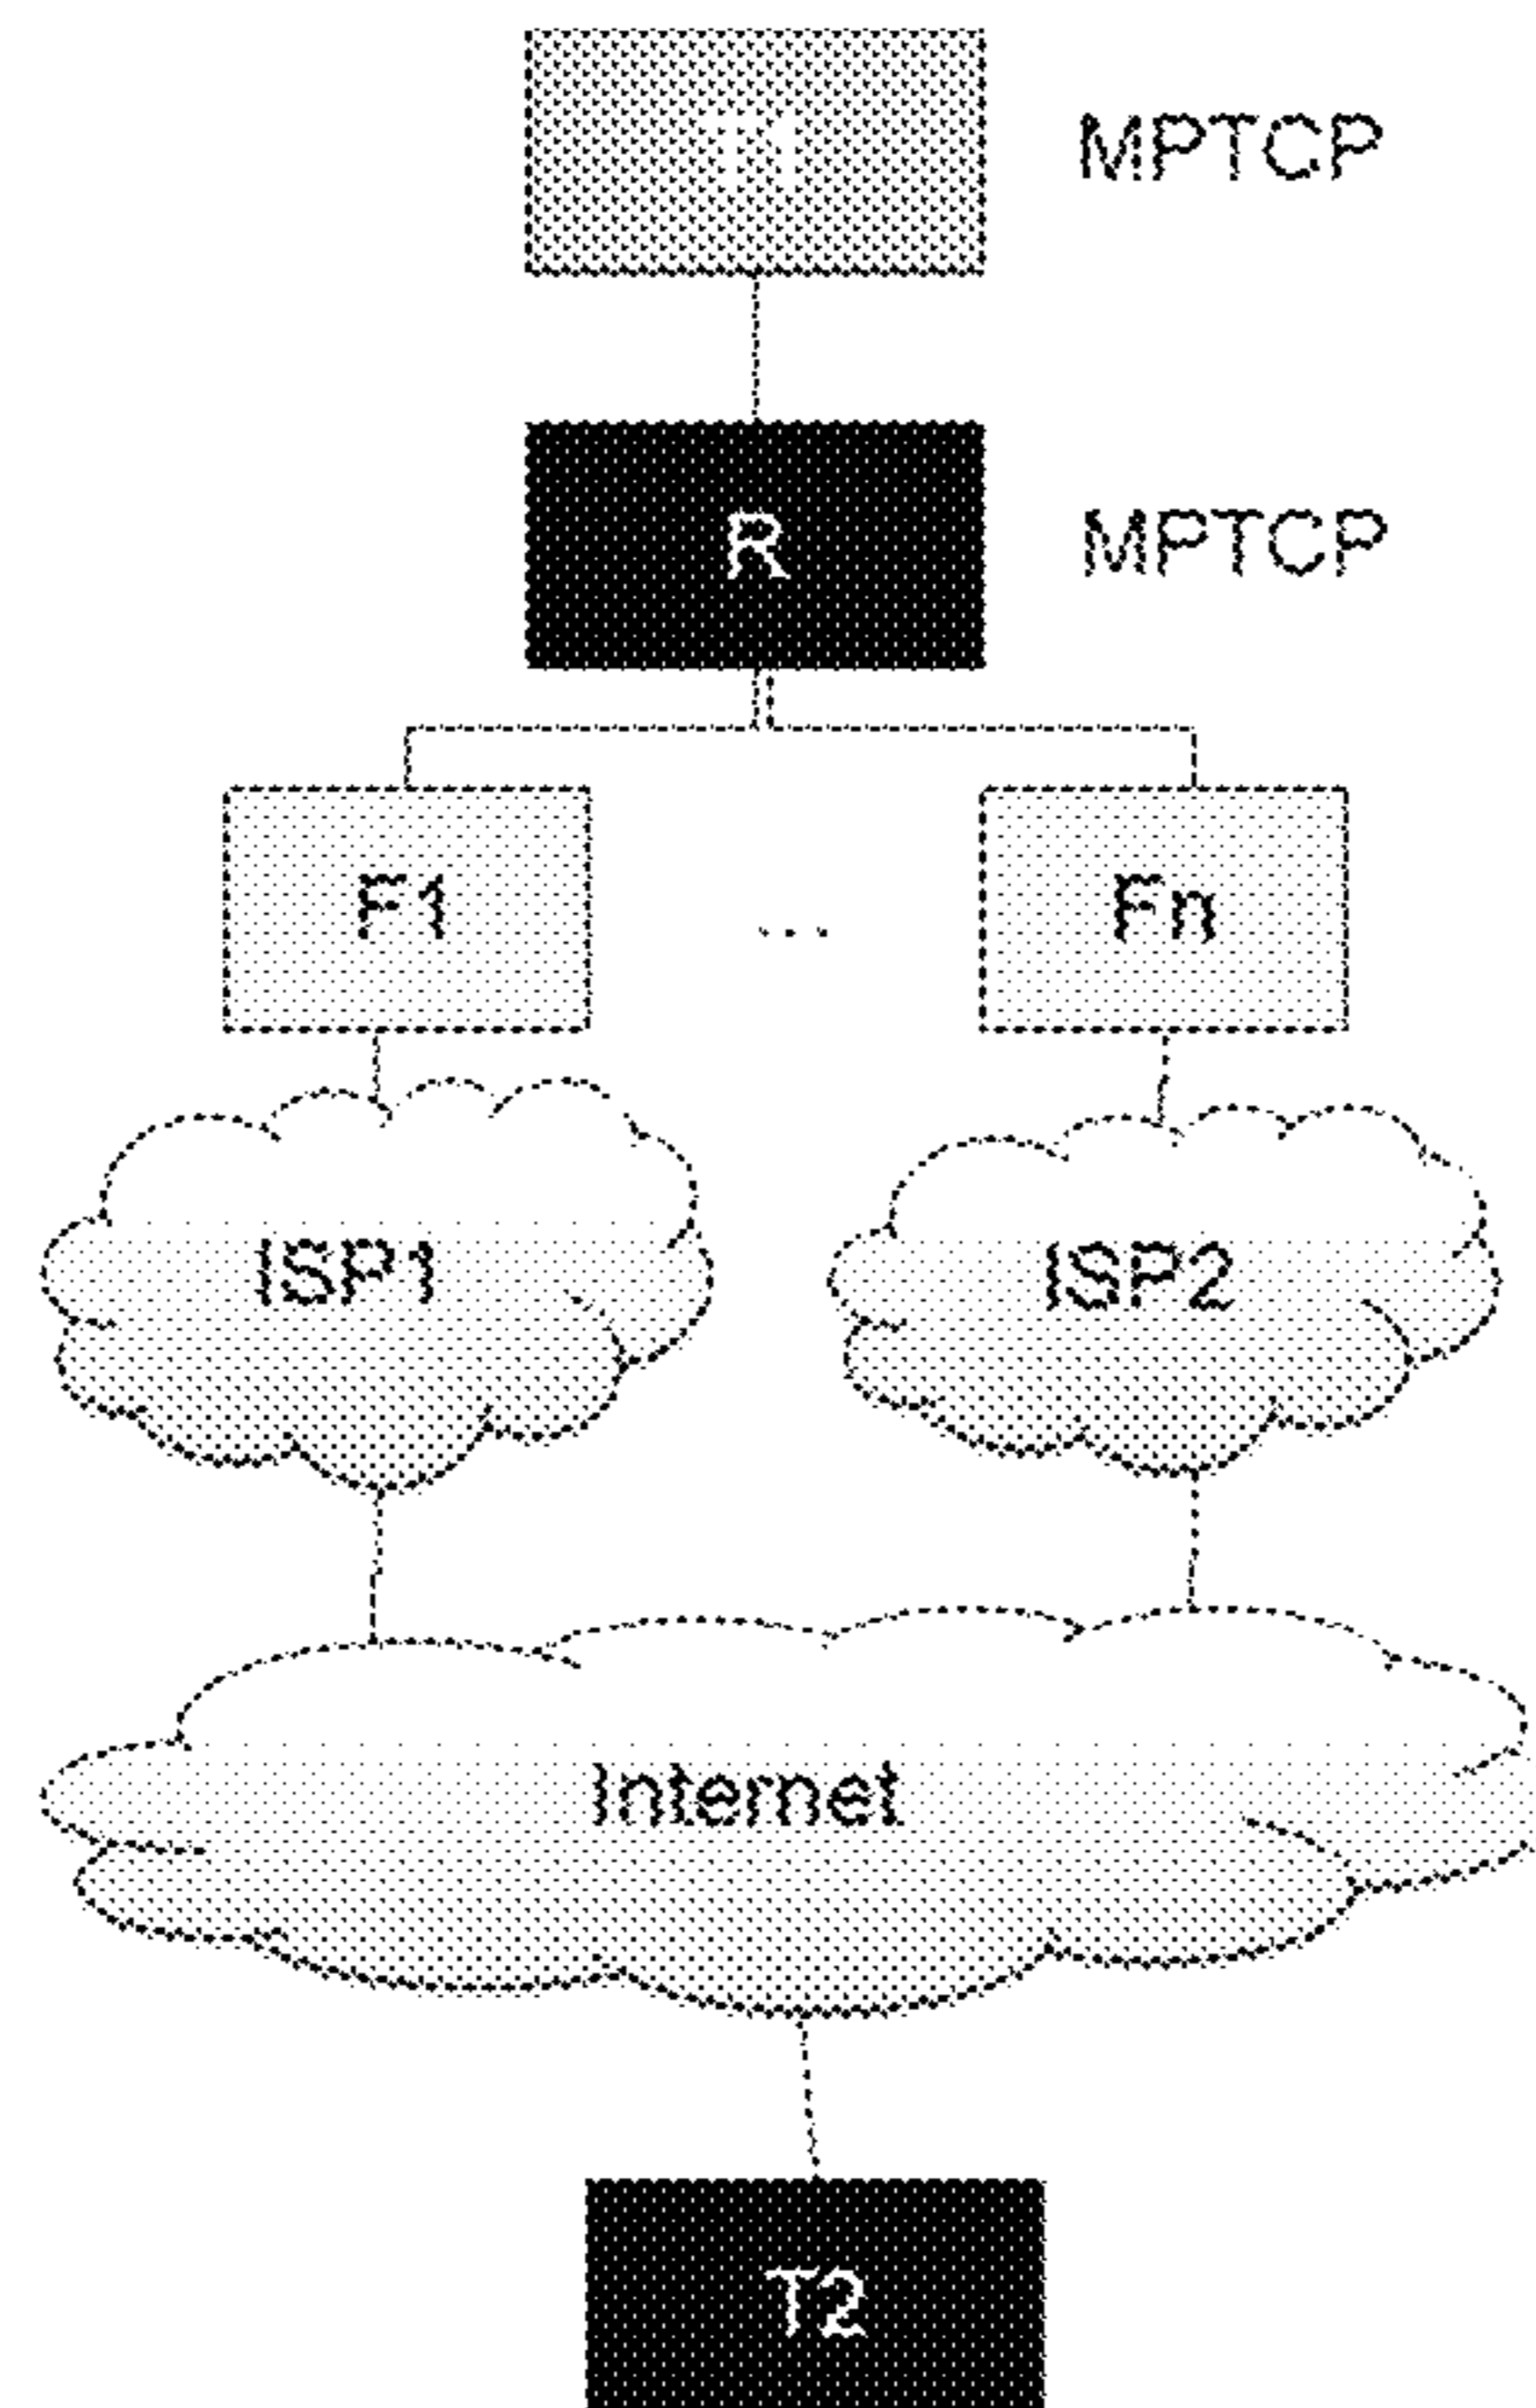 MPTCP
R
MPTCP
F1
...
Fn
ISP1
ISP2
Internet
T2